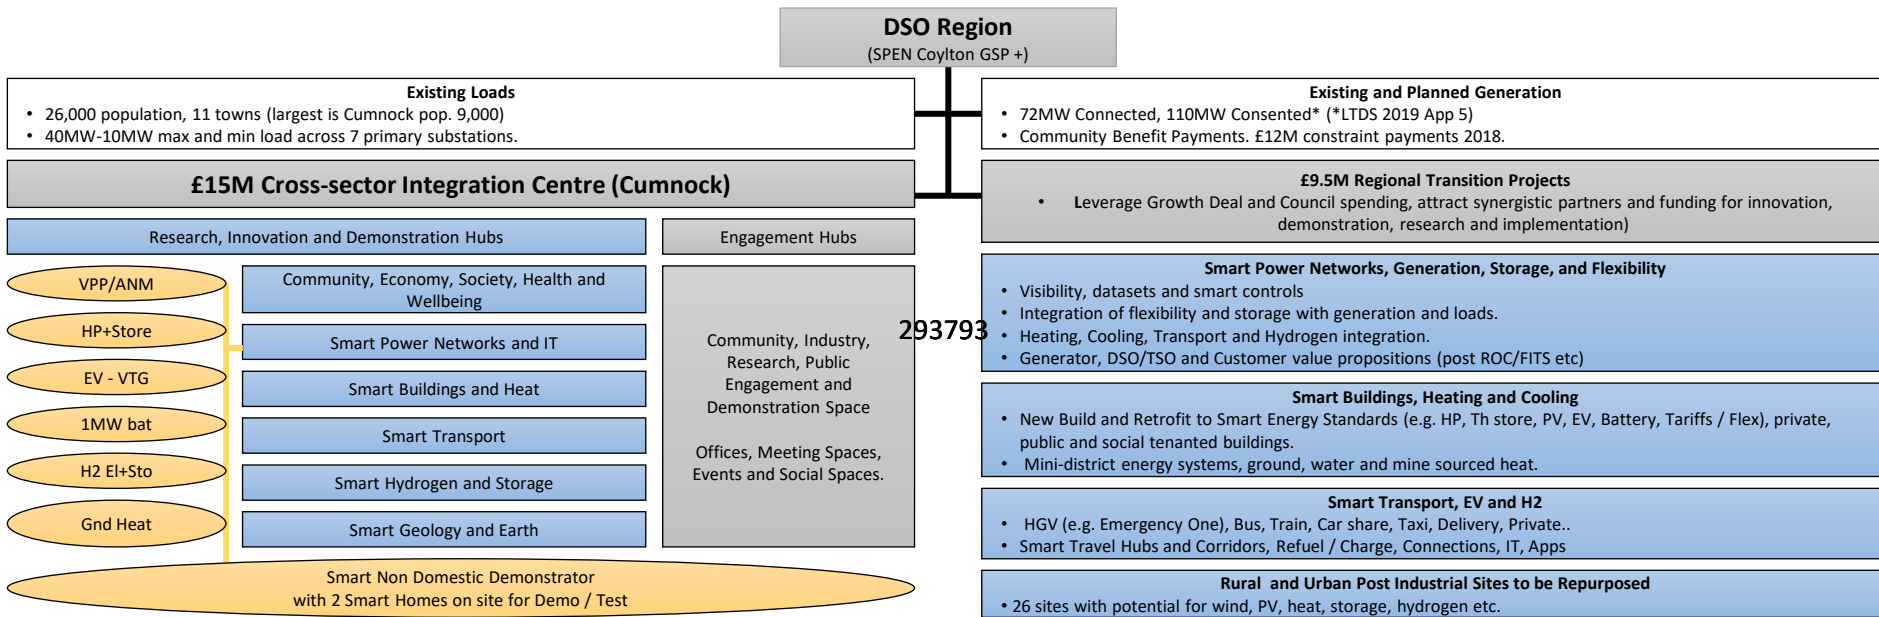 DSO Region
(SPEN Coylton GSP +)
Existing Loads
• 26,000 population, 11 towns (largest is Cumnock pop. 9,000)
• 40MW-10MW max and min load across 7 primary substations.
Existing and Planned Generation
• 72MW Connected, 110MW Consented* (*LTDS 2019 App 5)
• Community Benefit Payments. £12M constraint payments 2018.
£15M Cross-sector Integration Centre (Cumnock)
£9.5M Regional Transition Projects
• Leverage Growth Deal and Council spending, attract synergistic partners and funding for innovation,
demonstration, research and implementation)
Research, Innovation and Demonstration Hubs
Engagement Hubs
VPP/ANM
HP+Store
EV - VTG
1MW bat
H2 El+Sto
Gnd Heat
Community, Economy, Society, Health and
Wellbeing
Smart Power Networks and IT
Smart Buildings and Heat
Smart Transport
Smart Hydrogen and Storage
Smart Geology and Earth
Community, Industry,
Research, Public
Engagement and
Demonstration Space
Offices, Meeting Spaces,
Events and Social Spaces.
293793
Smart Non Domestic Demonstrator
with 2 Smart Homes on site for Demo / Test
Smart Power Networks, Generation, Storage, and Flexibility
• Visibility, datasets and smart controls
• Integration of flexibility and storage with generation and loads.
• Heating, Cooling, Transport and Hydrogen integration.
• Generator, DSO/TSO and Customer value propositions (post ROC/FITS etc)
Smart Buildings, Heating and Cooling
• New Build and Retrofit to Smart Energy Standards (e.g. HP, Th store, PV, EV, Battery, Tariffs / Flex), private,
public and social tenanted buildings.
• Mini-district energy systems, ground, water and mine sourced heat.
Smart Transport, EV and H2
• HGV (e.g. Emergency One), Bus, Train, Car share, Taxi, Delivery, Private..
• Smart Travel Hubs and Corridors, Refuel / Charge, Connections, IT, Apps
Rural and Urban Post Industrial Sites to be Repurposed
• 26 sites with potential for wind, PV, heat, storage, hydrogen etc.